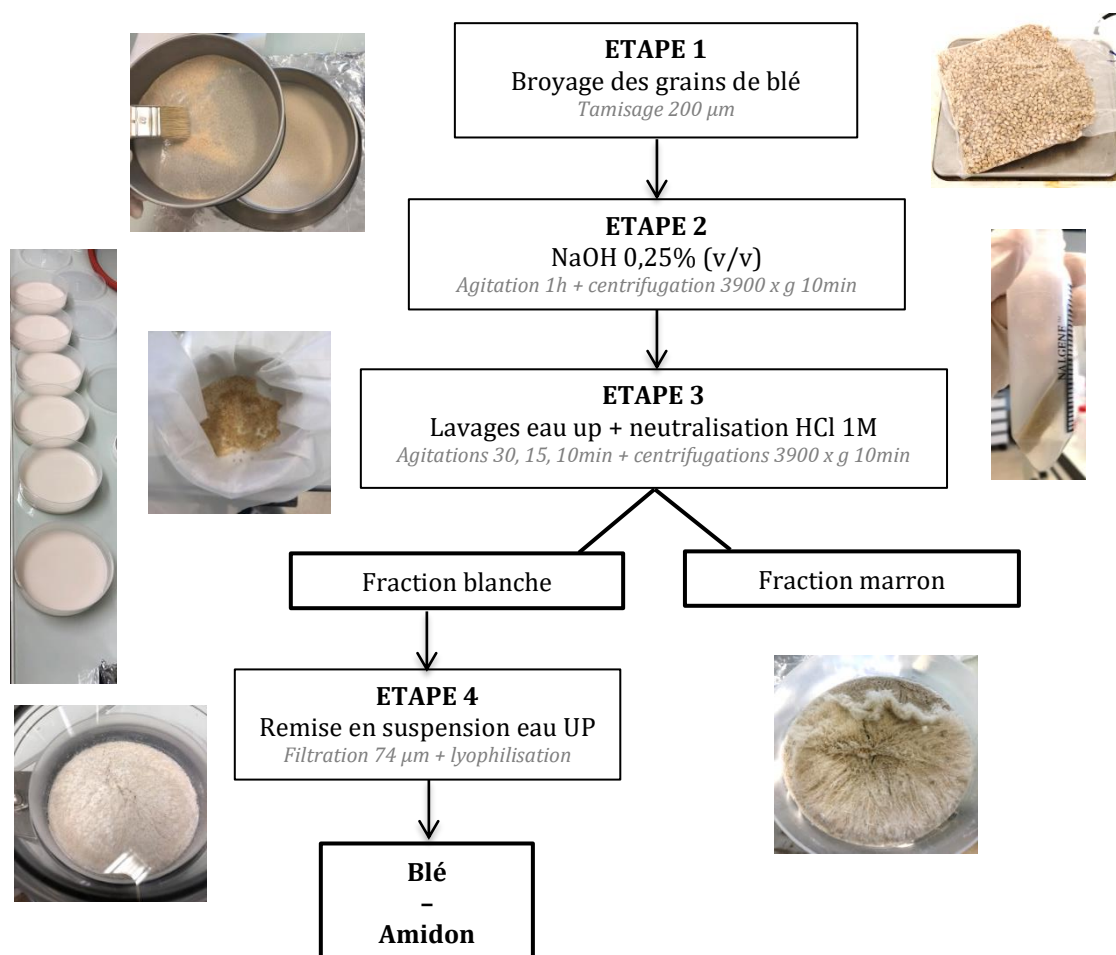 ETAPE 1
Broyage des grains de blé
Tamisage 200 µm
ETAPE 2
NaOH 0,25% (v/v)
Agitation 1h + centrifugation 3900 x g 10min
NALGENE™
ETAPE 3
Lavages eau up + neutralisation HCl 1M
Agitations 30, 15, 10min + centrifugations 3900 x g 10min
Fraction blanche
Fraction marron
ETAPE 4
Remise en suspension eau UP
Filtration 74 µm + lyophilisation
Blé
–
Amidon